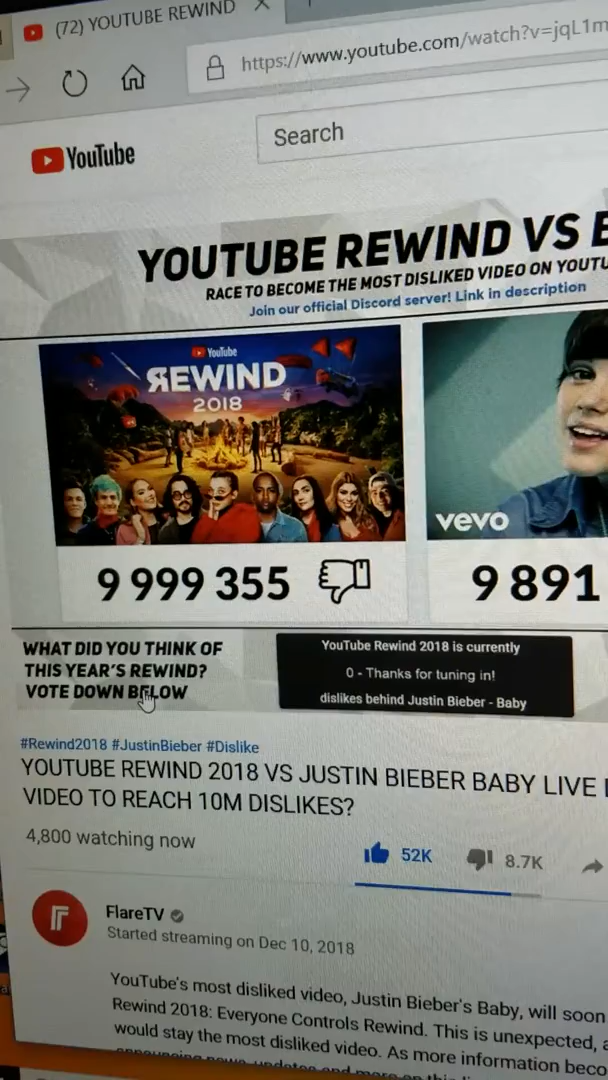 (72) YOUTUBE REWIND
https://www.youtube.com/watch?v=jqL1m
YouTube
Search
YOUTUBE REWIND VS
RACE TO BECOME THE MOST DISLIKED VIDEO ON YOUTU
Join our official Discord server! Link in description
YouTube
REWIND
2018
vevo
9 999 355
9 891
WHAT DID YOU THINK OF
THIS YEAR'S REWIND?
VOTE DOWN BELOW
YouTube Rewind 2018 is currently
0 - Thanks for tuning in!
dislikes behind Justin Bieber - Baby
#Rewind2018 #JustinBieber #Dislike
YOUTUBE REWIND 2018 VS JUSTIN BIEBER BABY LIVE
VIDEO TO REACH 10M DISLIKES?
4,800 watching now
52K
8.7K
FlareTV
Started streaming on Dec 10, 2018
YouTube's most disliked video, Justin Bieber's Baby, will soon
Rewind 2018: Everyone Controls Rewind. This is unexpected,
would stay the most disliked video. As more information beco